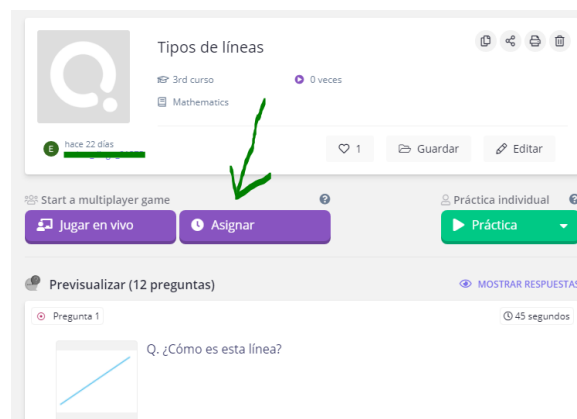 Tipos de líneas
3rd curso
0 veces
Mathematics
E
hace 22 días
1
Guardar
Editar
Start a multiplayer game
?
Práctica individual
?
Jugar en vivo
Asignar
Práctica
Previsualizar (12 preguntas)
MOSTRAR RESPUESTAS
Pregunta 1
45 segundos
Q. ¿Cómo es esta línea?